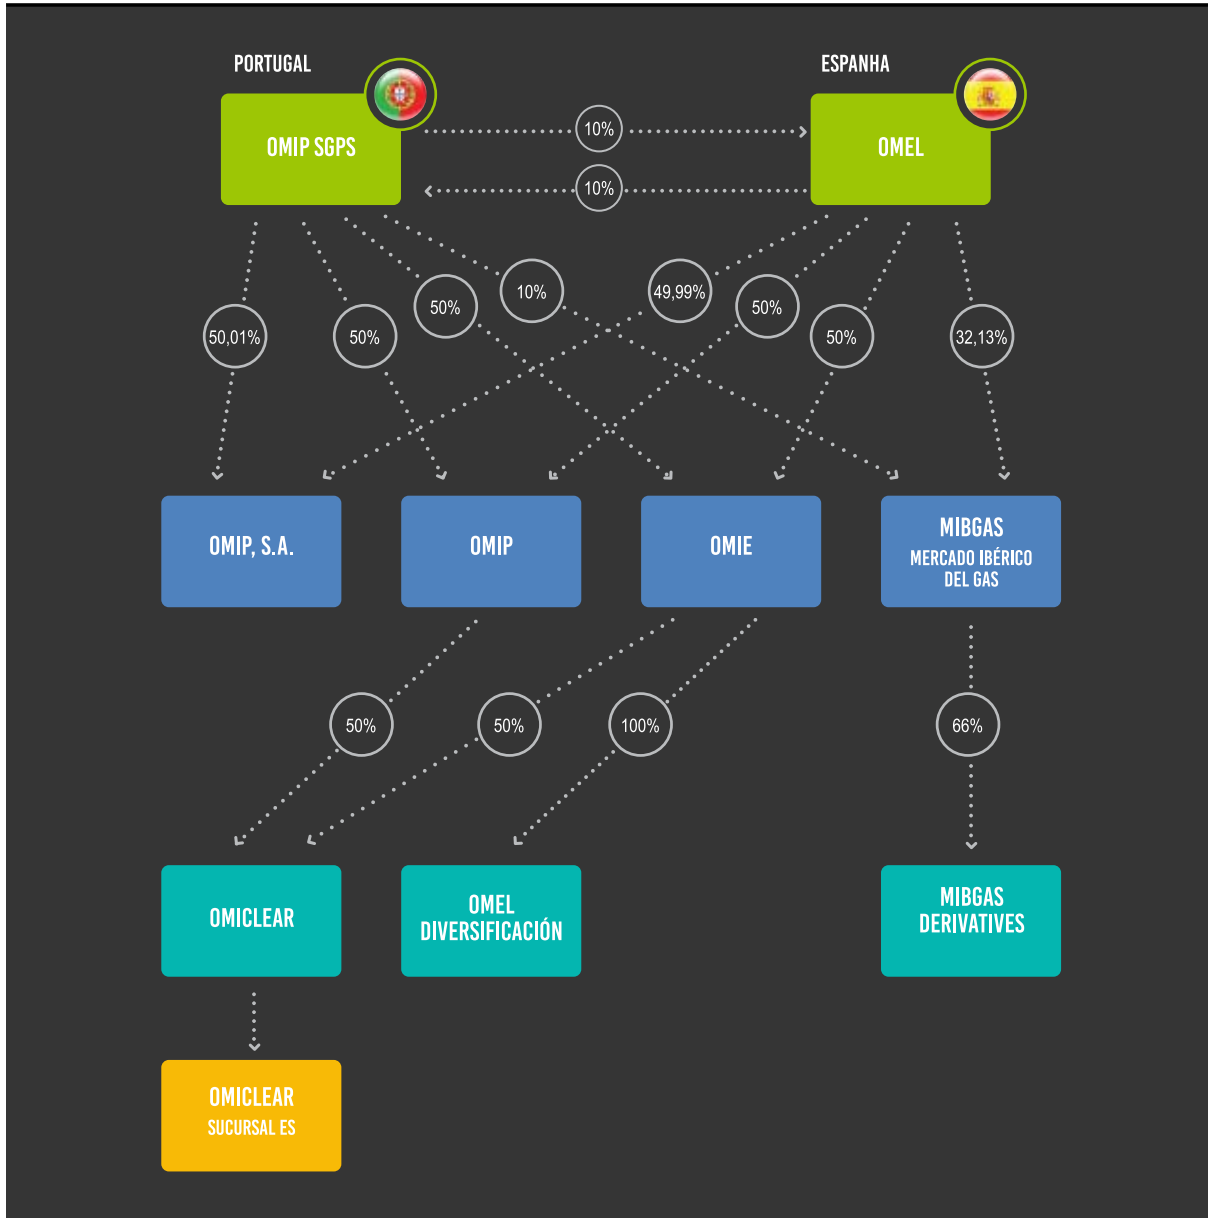 PORTUGAL
ESPANHA
OMIP SGPS
10%
OMEL
10%
10%
49,99%
50%
50%
50,01%
50%
50%
32,13%
OMIP, S.A.
OMIP
OMIE
MIBGAS
MERCADO IBÉRICO
DEL GAS
50%
50%
100%
66%
OMICLEAR
OMEL
DIVERSIFICACIÓN
MIBGAS
DERIVATIVES
OMICLEAR
SUCURSAL ES